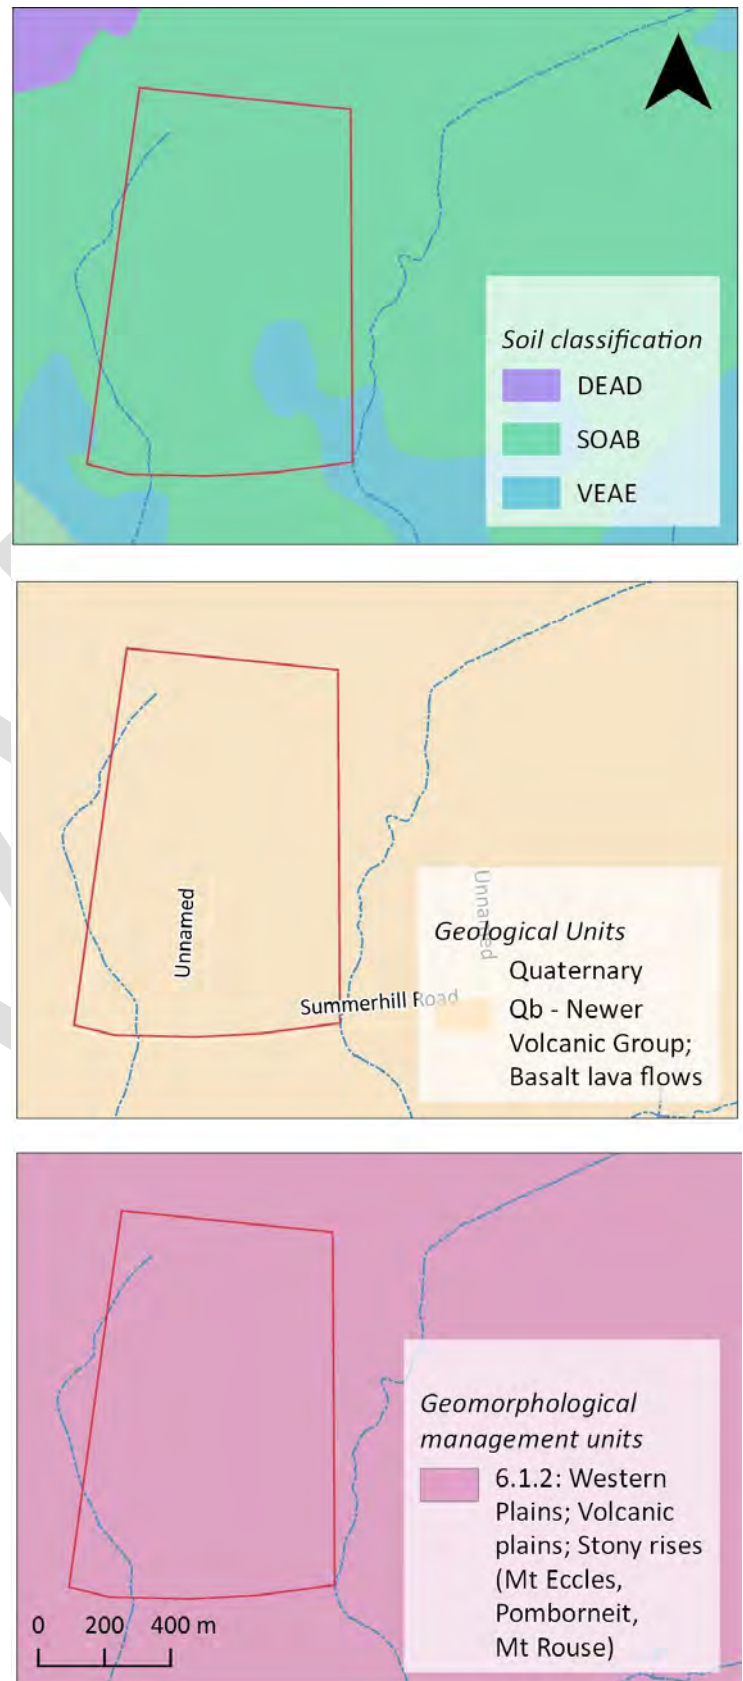 Soil classification
DEAD
SOAB
VEAE
Unnamed
Unnamed
Summerhill Road
Geological Units
Quaternary
Qb - Newer
Volcanic Group;
Basalt lava flows
Geomorphological
management units
6.1.2: Western
Plains; Volcanic
plains; Stony rises
(Mt Eccles,
Pomborneit,
Mt Rouse)
0 200 400 m